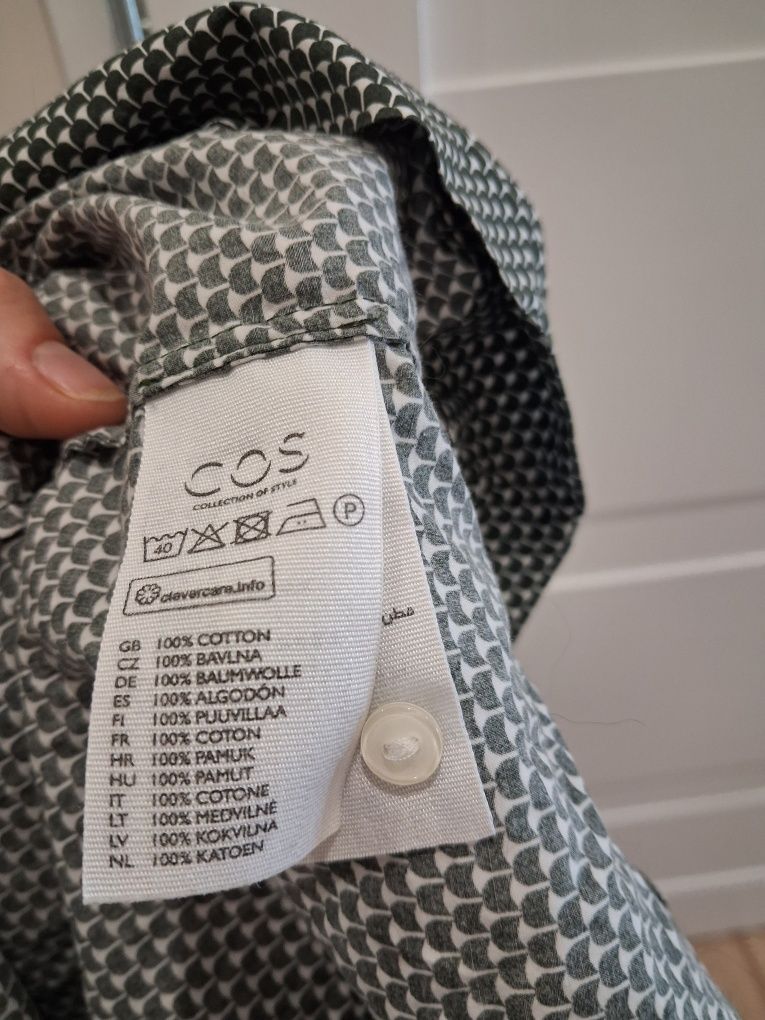 COS
COLLECTION OF STYLE
40 P
clevercare.info
GB 100% COTTON
CZ 100% BAVLNA
DE 100% BAUMWOLLE
ES 100% ALGODÓN
FI 100% PUUVILLAA
FR 100% COTON
HR 100% PAMUK
HU 100% PAMUT
IT 100% COTONE
LT 100% MEDVILNĖ
LV 100% KOKVILNA
NL 100% KATOEN
قطن